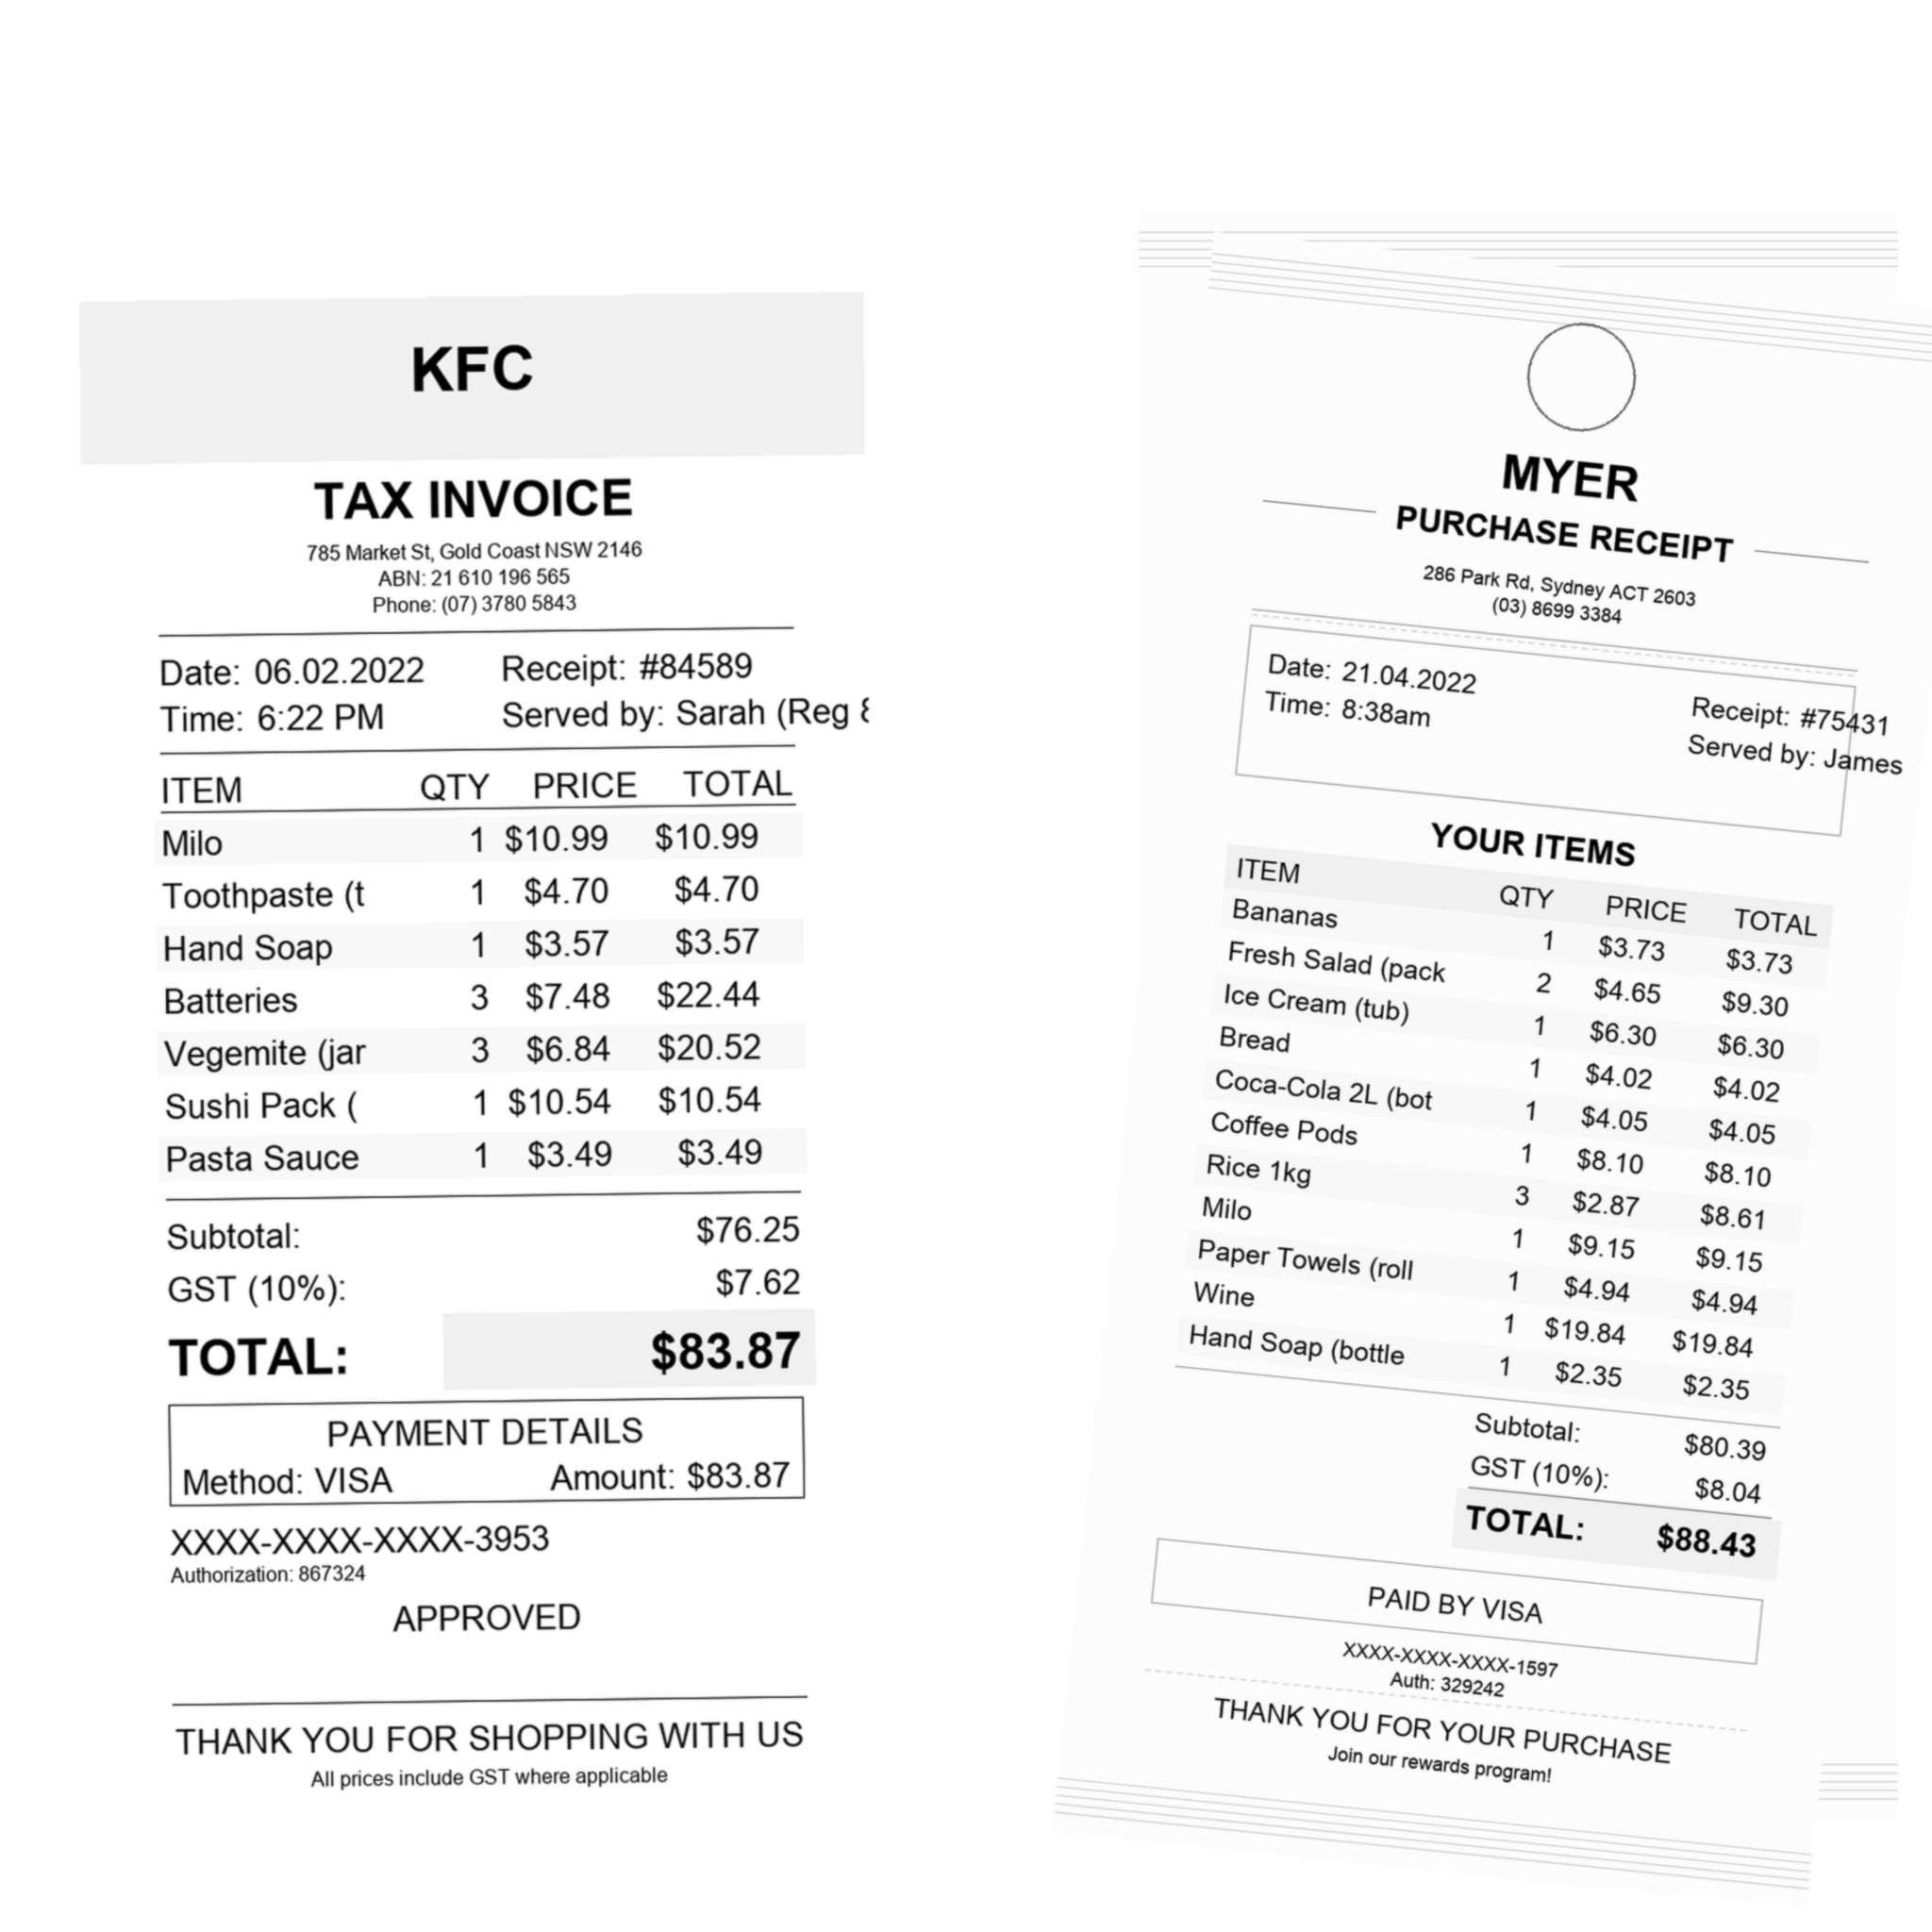 KFC
TAX INVOICE
785 Market St, Gold Coast NSW 2146
ABN: 21 610 196 565
Phone: (07) 3780 5843
Date: 06.02.2022 Receipt: #84589
Time: 6:22 PM Served by: Sarah (Reg
ITEM QTY PRICE TOTAL
Milo 1 $10.99 $10.99
Toothpaste (t 1 $4.70 $4.70
Hand Soap 1 $3.57 $3.57
Batteries 3 $7.48 $22.44
Vegemite (jar 3 $6.84 $20.52
Sushi Pack ( 1 $10.54 $10.54
Pasta Sauce 1 $3.49 $3.49
Subtotal: $76.25
GST (10%): $7.62
TOTAL: $83.87
PAYMENT DETAILS
Method: VISA Amount: $83.87
XXXX-XXXX-XXXX-3953
Authorization: 867324
APPROVED
THANK YOU FOR SHOPPING WITH US
All prices include GST where applicable
MYER
PURCHASE RECEIPT
286 Park Rd, Sydney ACT 2603
(03) 8699 3384
Date: 21.04.2022 Receipt: #75431
Time: 8:38am Served by: James
YOUR ITEMS
ITEM QTY PRICE TOTAL
Bananas 1 $3.73 $3.73
Fresh Salad (pack 2 $4.65 $9.30
Ice Cream (tub) 1 $6.30 $6.30
Bread 1 $4.02 $4.02
Coca-Cola 2L (bot 1 $4.05 $4.05
Coffee Pods 1 $8.10 $8.10
Rice 1kg 3 $2.87 $8.61
Milo 1 $9.15 $9.15
Paper Towels (roll 1 $4.94 $4.94
Wine 1 $19.84 $19.84
Hand Soap (bottle 1 $2.35 $2.35
Subtotal: $80.39
GST (10%): $8.04
TOTAL: $88.43
PAID BY VISA
XXXX-XXXX-XXXX-1597
Auth: 329242
THANK YOU FOR YOUR PURCHASE
Join our rewards program!